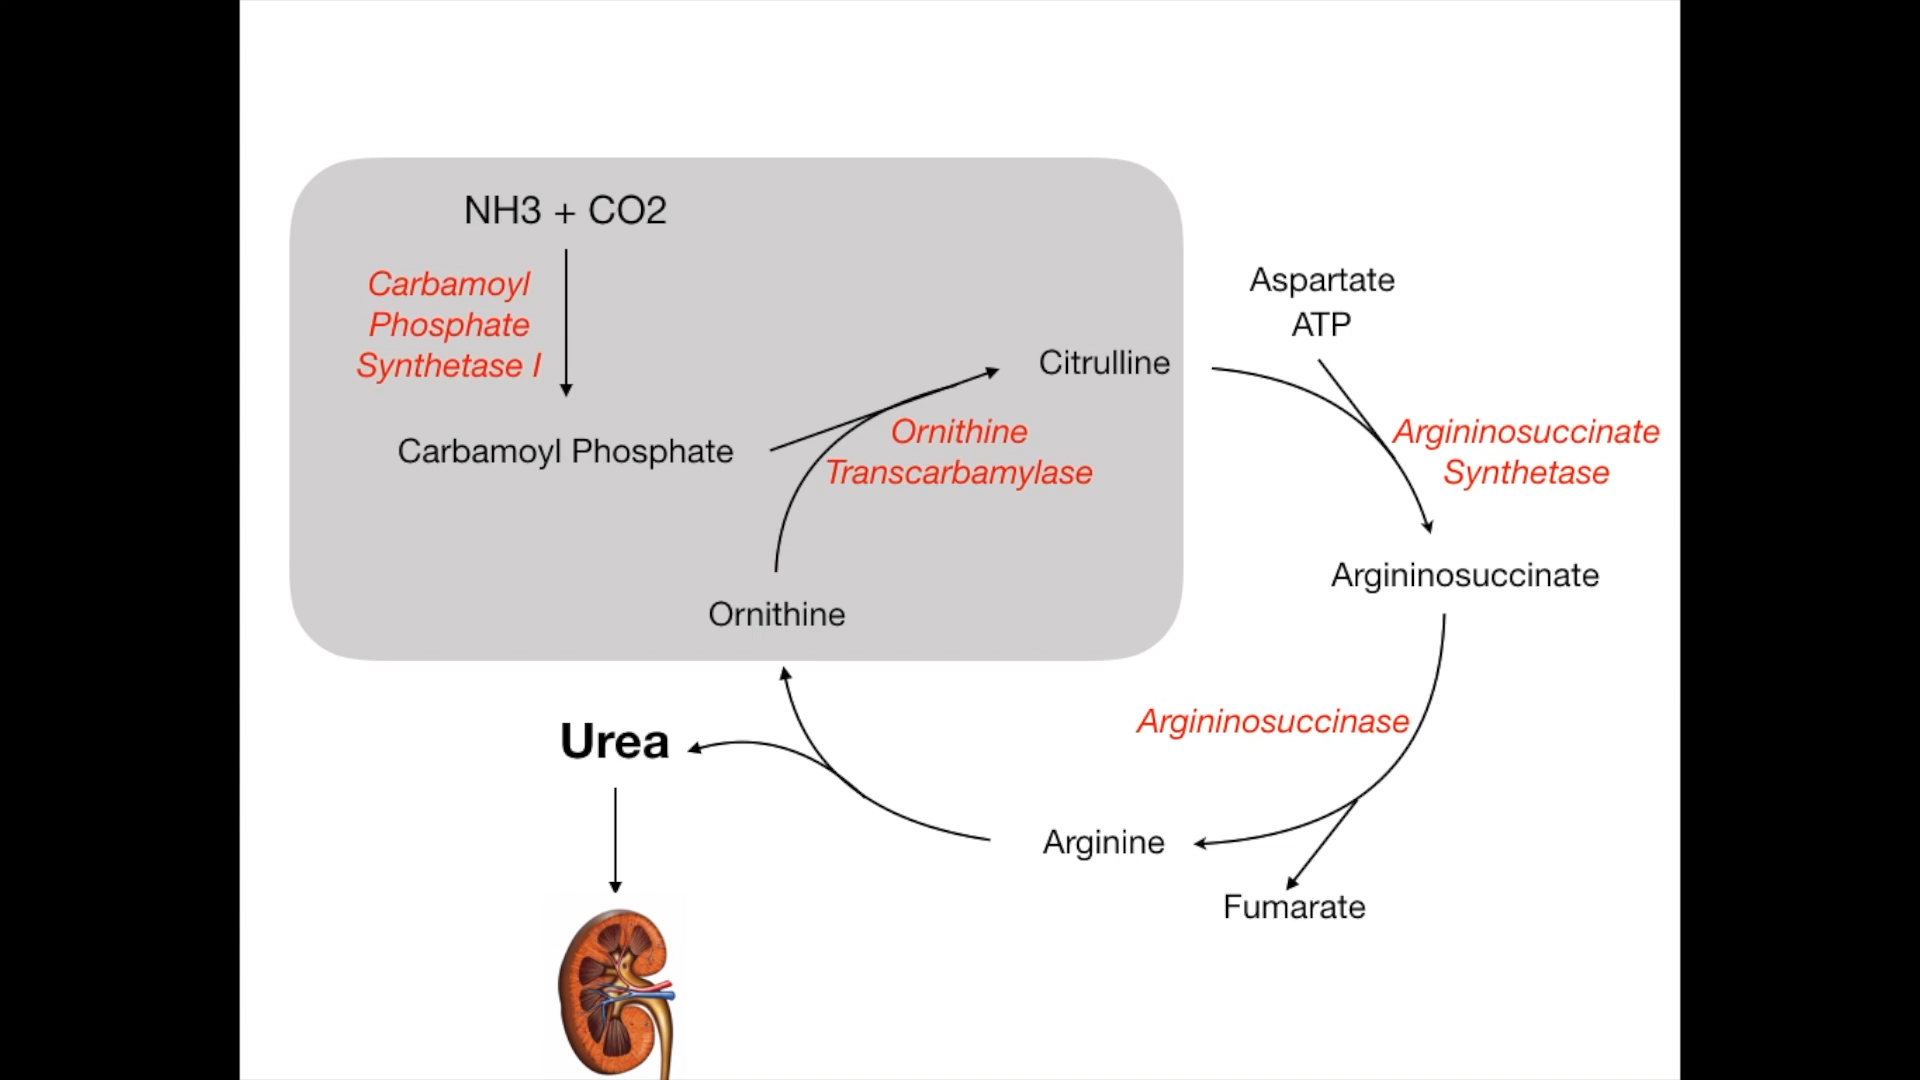 NH3 + CO2
Carbamoyl
Phosphate
Synthetase I
Carbamoyl Phosphate
Ornithine
Transcarbamylase
Citrulline
Ornithine
Aspartate
ATP
Argininosuccinate
Synthetase
Argininosuccinate
Argininosuccinase
Arginine
Fumarate
Urea